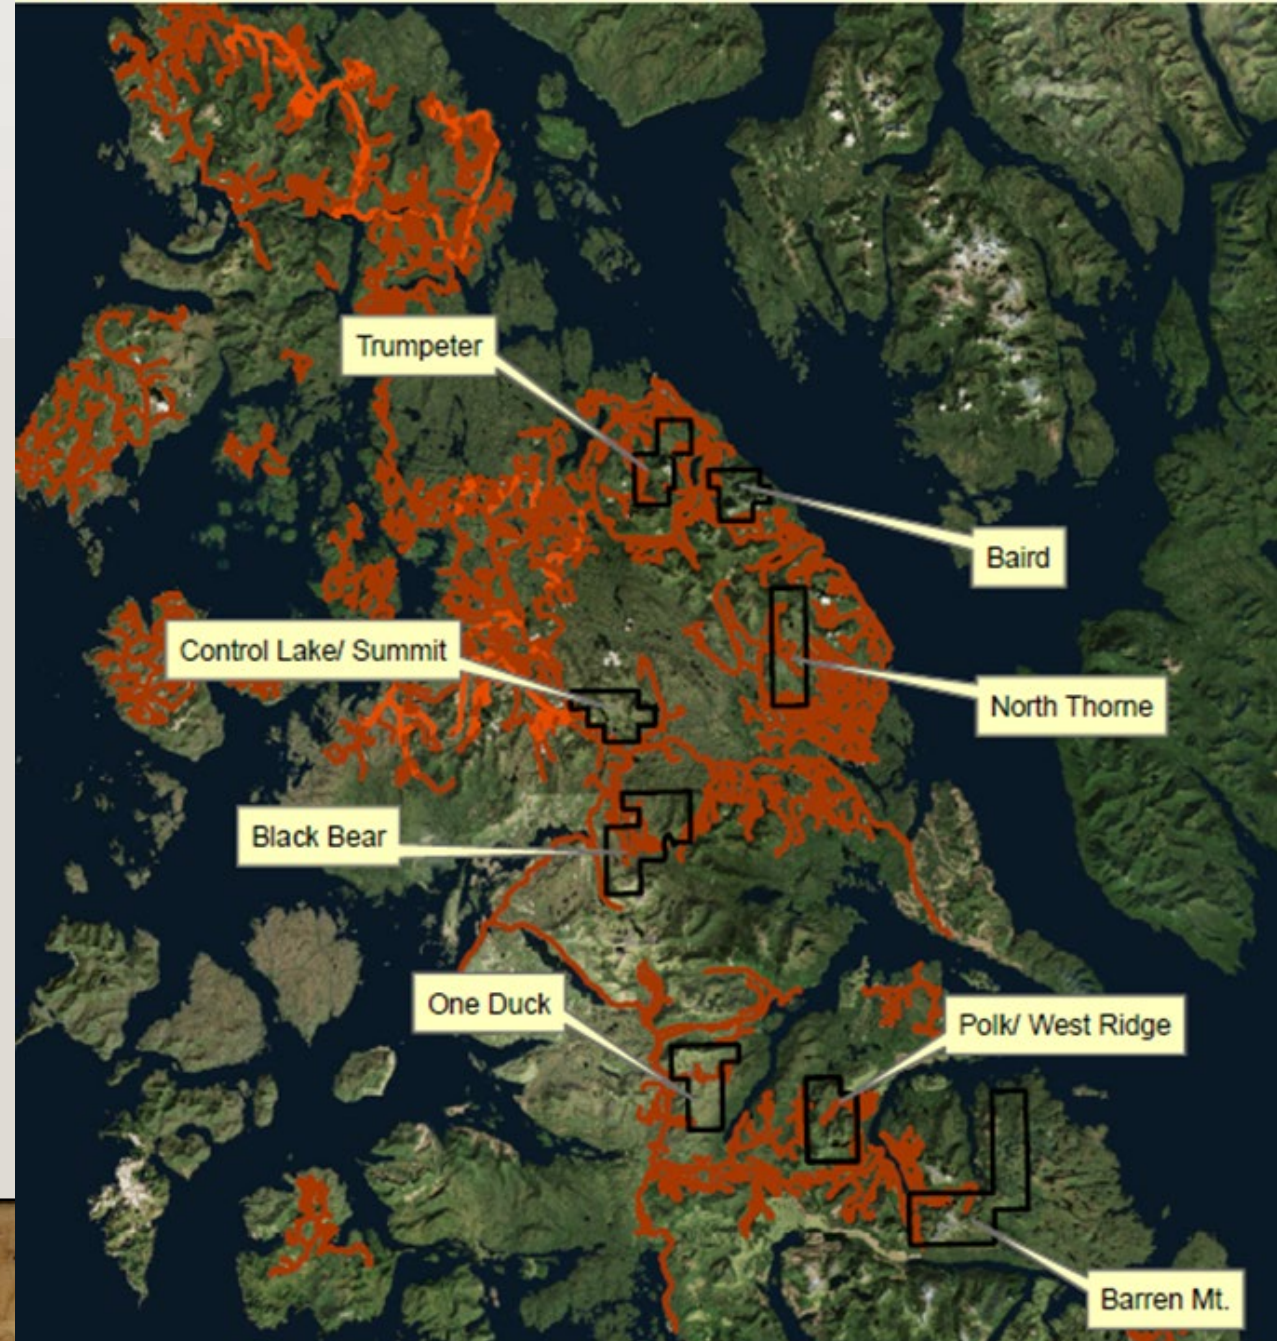 Trumpeter
Baird
Control Lake/ Summit
North Thorne
Black Bear
One Duck
Polk/ West Ridge
Barren Mt.